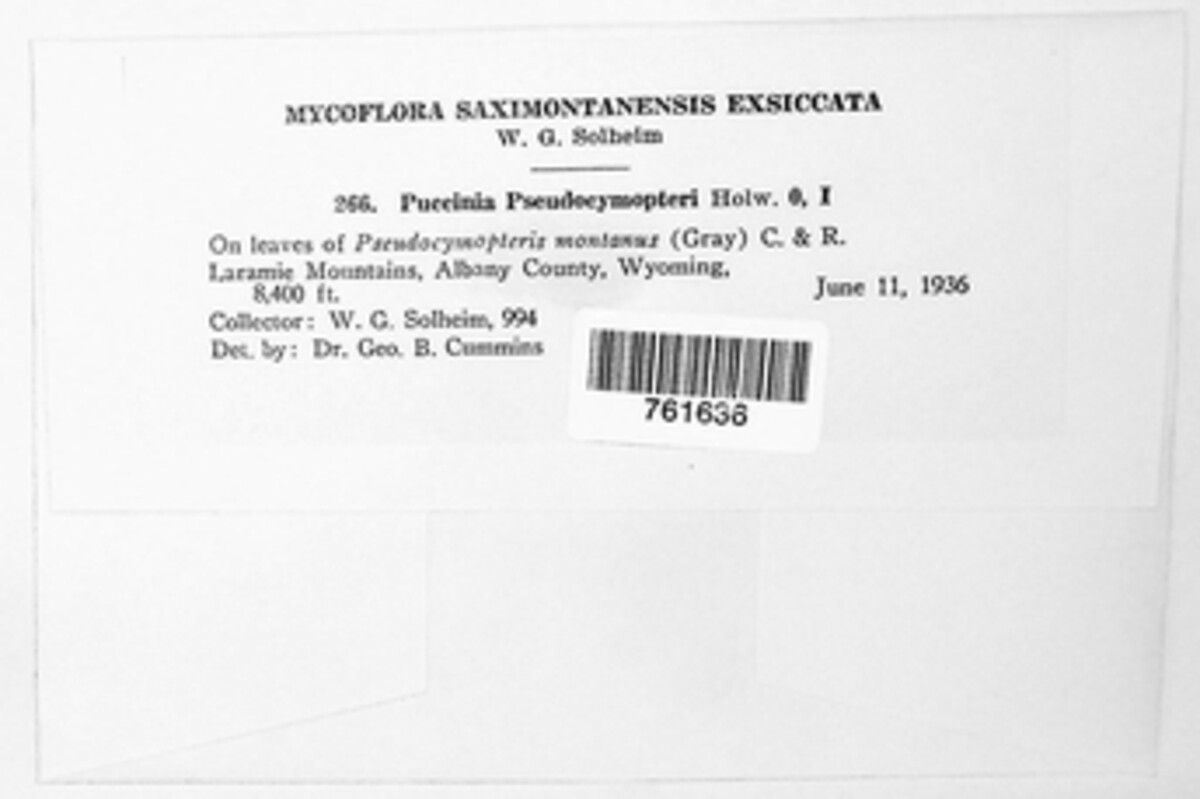 MYCOFLORA SAXIMONTANENSIS EXSICCATA
W. G. Solheim
266. Puccinia Pseudocymopteri Holw. 0, I
On leaves of Pseudocymopteris montanus (Gray) C. & R.
Laramie Mountains, Albany County, Wyoming,
8,400 ft. June 11, 1936
Collector: W. G. Solheim, 994
Det. by: Dr. Geo. B. Cummins
761636